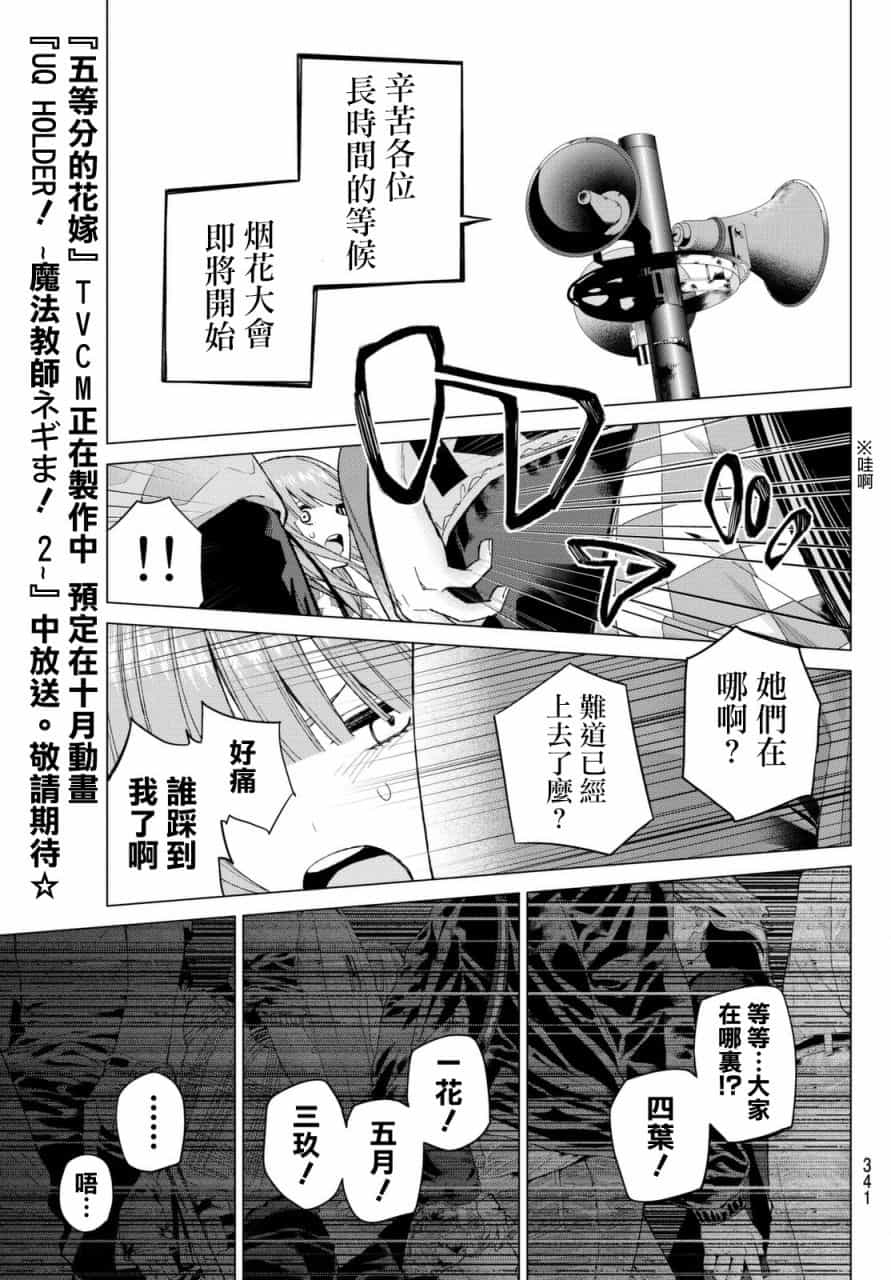 辛苦各位
長時間的等候
烟花大會
即將開始
※哇啊
！！
她們在
哪啊？
難道已經
上去了麼？
好痛
誰踩到
我了啊
等等…大家
在哪裏!?
四葉！
一花！
五月！
三玖！
……
唔…
『五等分的花嫁』TVCM正在製作中 預定在十月動畫
『UQ HOLDER！ ~魔法教師ネギま！ 2~』中放送。敬請期待☆
341